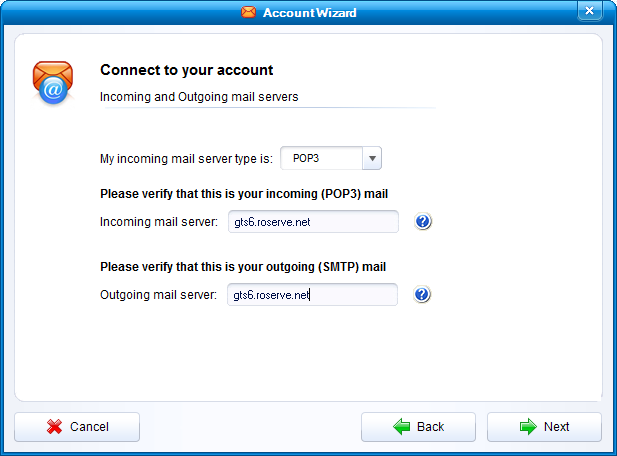 Account Wizard
Connect to your account
Incoming and Outgoing mail servers
My incoming mail server type is: POP3
Please verify that this is your incoming (POP3) mail
Incoming mail server: gts6.roserve.net
Please verify that this is your outgoing (SMTP) mail
Outgoing mail server: gts6.roserve.net
Cancel Back Next